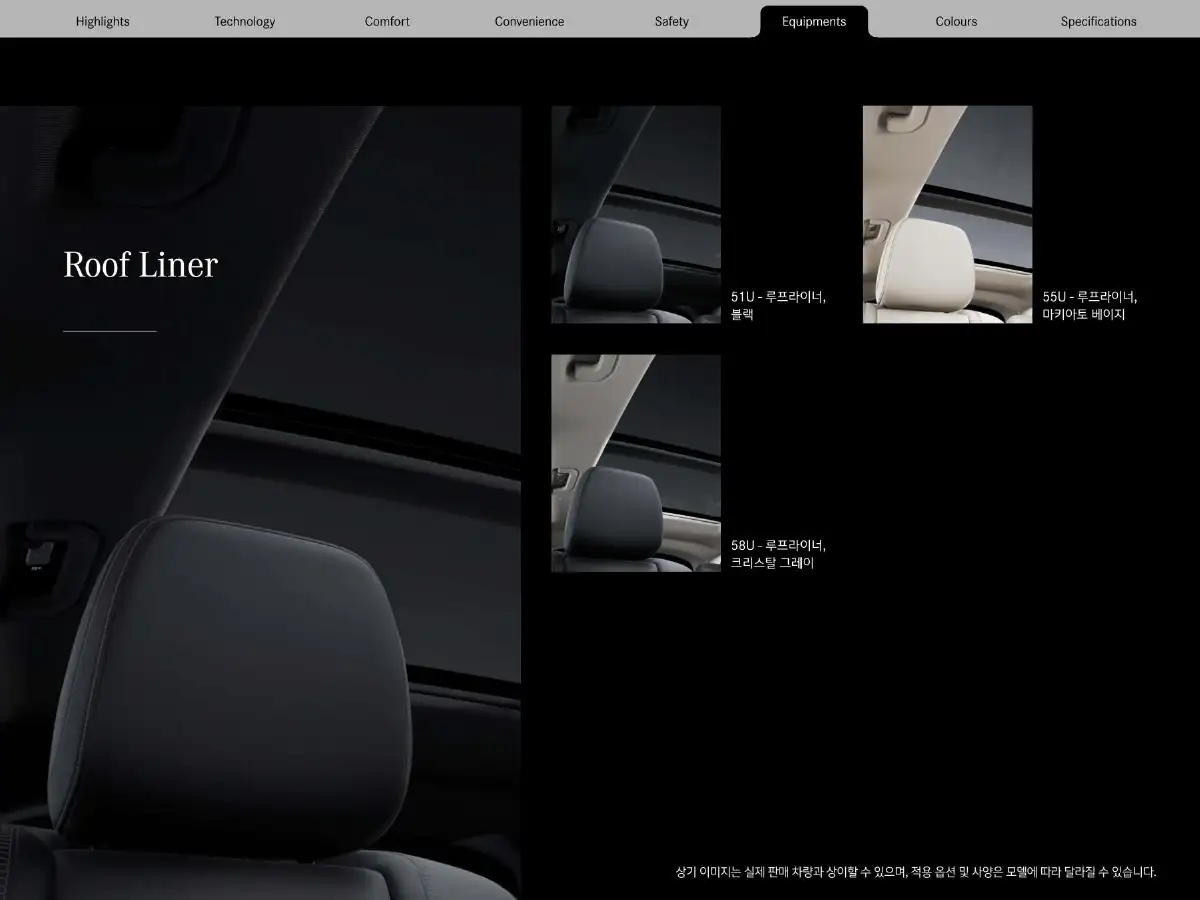 Highlights
Technology
Comfort
Convenience
Safety
Equipments
Colours
Specifications
Roof Liner
51U - 루프라이너,
블랙
55U - 루프라이너,
마키아토 베이지
58U - 루프라이너,
크리스탈 그레이
상기 이미지는 실제 판매 차량과 상이할 수 있으며, 적용 옵션 및 사양은 모델에 따라 달라질 수 있습니다.